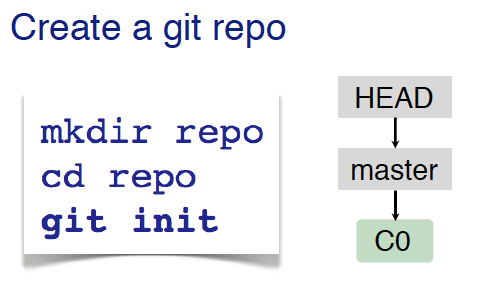 Create a git repo
mkdir repo
cd repo
git init
HEAD
master
C0